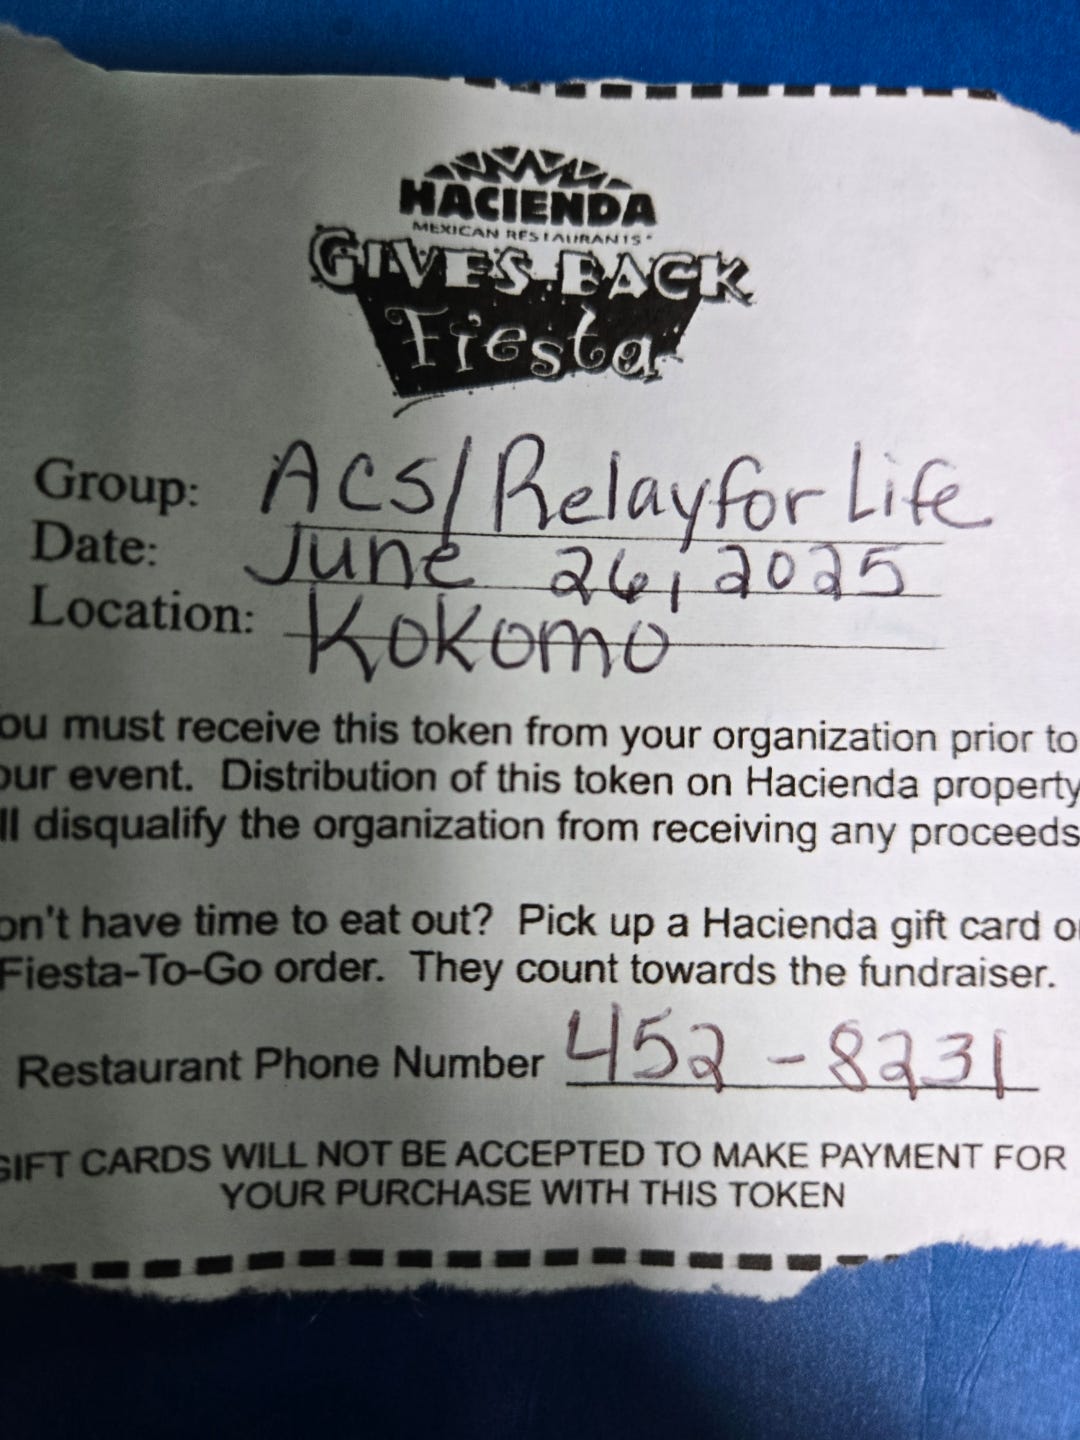 HACIENDA
MEXICAN RESTAURANTS
GIVES BACK
Fiesta
Group: ACS/Relay for Life
Date: June 26, 2025
Location: Kokomo
ou must receive this token from your organization prior to
our event. Distribution of this token on Hacienda property
ll disqualify the organization from receiving any proceeds
on't have time to eat out? Pick up a Hacienda gift card or
Fiesta-To-Go order. They count towards the fundraiser.
Restaurant Phone Number 452-8231
GIFT CARDS WILL NOT BE ACCEPTED TO MAKE PAYMENT FOR
YOUR PURCHASE WITH THIS TOKEN